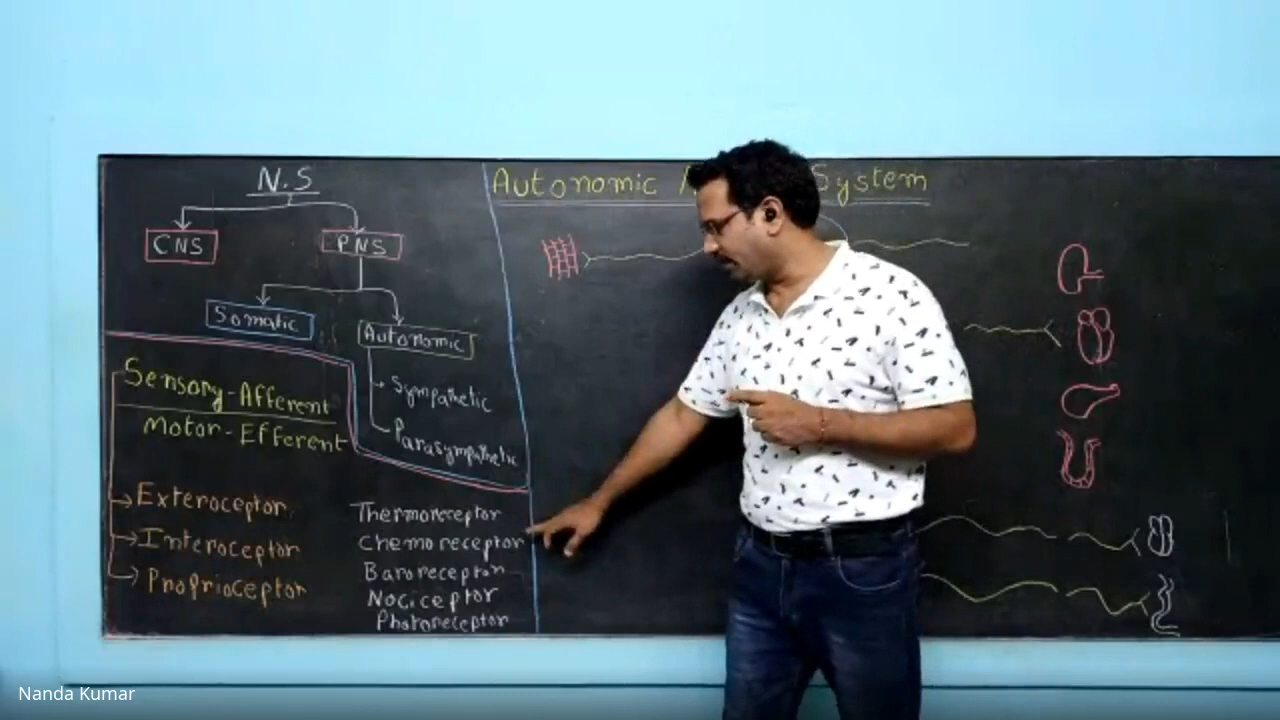 N.S
CNS
PNS
Somatic
Autonomic
Sympathetic
Parasympathetic
Sensory-Afferent
Motor-Efferent
Exteroceptor
Interoceptor
Proprioceptor
Thermoreceptor
Chemoreceptor
Baroreceptor
Nociceptor
Photoreceptor
Autonomic System
Nanda Kumar